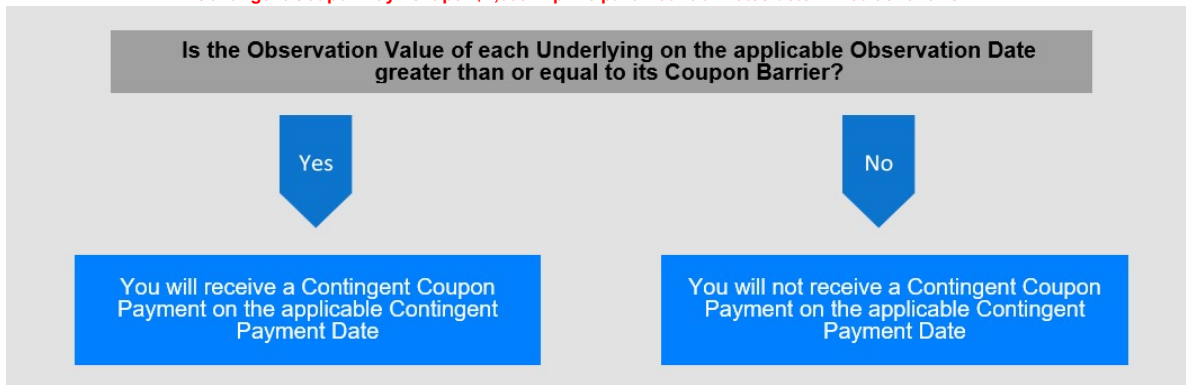 Is the Observation Value of each Underlying on the applicable Observation Date
greater than or equal to its Coupon Barrier?
Yes
No
You will receive a Contingent Coupon
Payment on the applicable Contingent
Payment Date
You will not receive a Contingent Coupon
Payment on the applicable Contingent
Payment Date